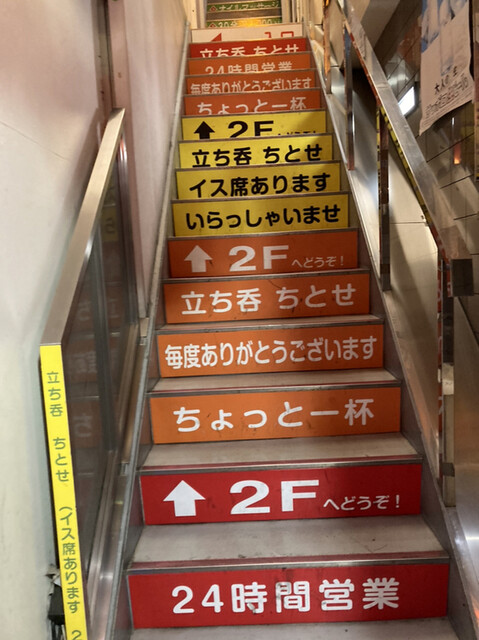 立ち呑 ちとせ
24時間営業
毎度ありがとうございます
ちょっと一杯
↑ 2F
立ち呑 ちとせ
イス席あります
いらっしゃいませ
↑ 2Fへどうぞ!
立ち呑 ちとせ
毎度ありがとうございます
ちょっと一杯
↑ 2Fへどうぞ!
24時間営業
立ち呑 ちとせ (イス席あります